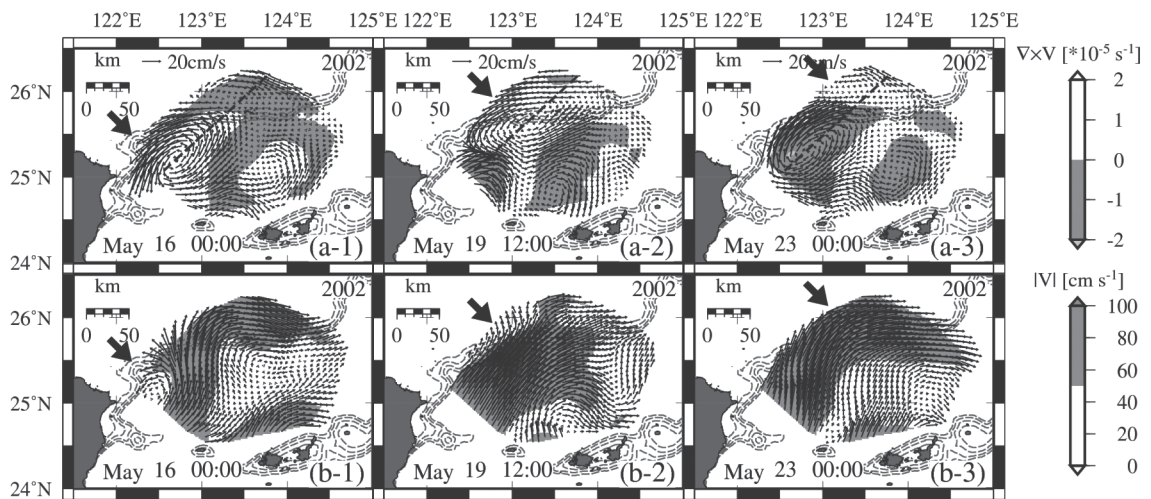 122°E 123°E 124°E 125°E 122°E 123°E 124°E 125°E 122°E 123°E 124°E 125°E
km → 20cm/s 2002 km → 20cm/s 2002 km → 20cm/s 2002
0 50 0 50 0 50
26°N
25°N
24°N
May 16 00:00 (a-1) May 19 12:00 (a-2) May 23 00:00 (a-3)
∇×V [*10⁻⁵ s⁻¹]
2
1
0
-1
-2
km 2002 km 2002 km 2002
0 50 0 50 0 50
26°N
25°N
24°N
May 16 00:00 (b-1) May 19 12:00 (b-2) May 23 00:00 (b-3)
|V| [cm s⁻¹]
100
80
60
40
20
0